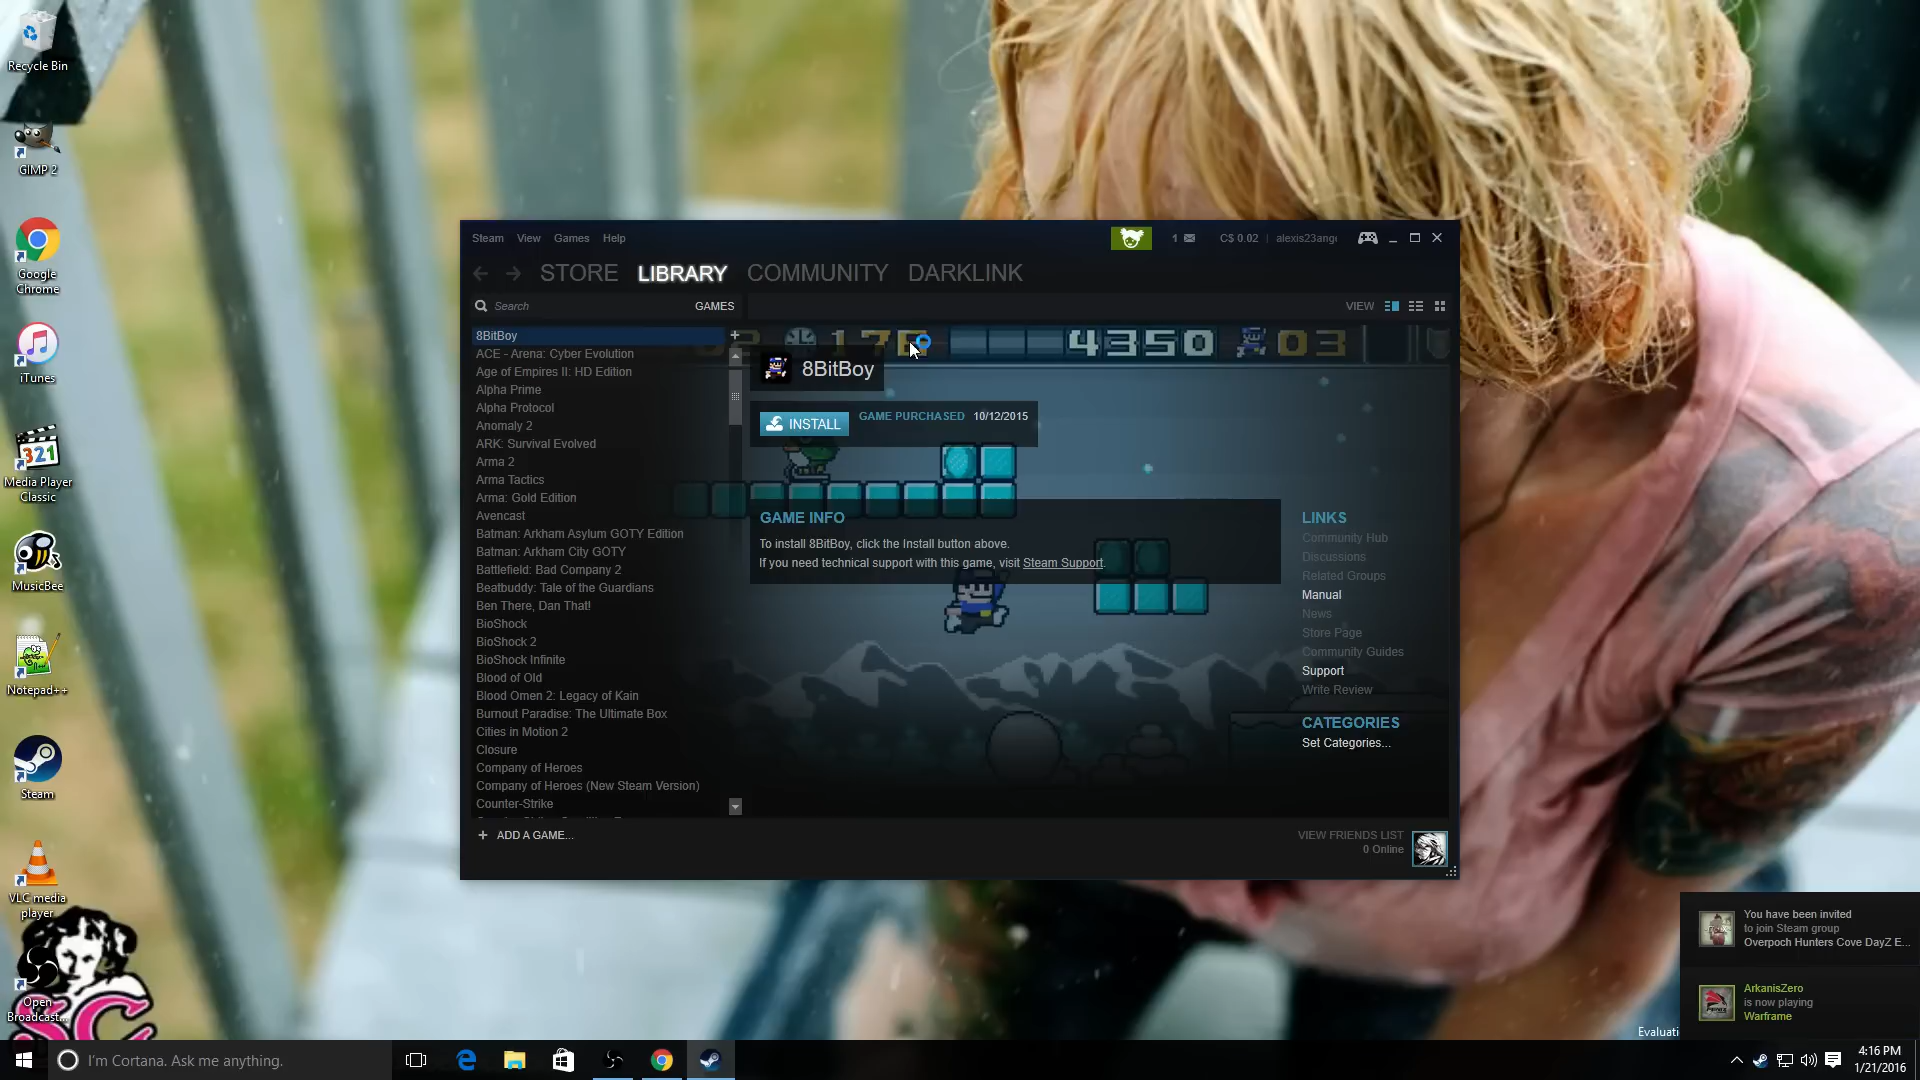 Recycle Bin
GIMP 2
Google
Chrome
iTunes
321
Media Player
Classic
MusicBee
Notepad++
Steam
VLC media
player
Open
Broadcast...
SC
Steam View Games Help
1 C$ 0.02 alexis23ang
STORE LIBRARY COMMUNITY DARKLINK
Search GAMES
VIEW
8BitBoy
ACE - Arena: Cyber Evolution
Age of Empires II: HD Edition
Alpha Prime
Alpha Protocol
Anomaly 2
ARK: Survival Evolved
Arma 2
Arma Tactics
Arma: Gold Edition
Avencast
Batman: Arkham Asylum GOTY Edition
Batman: Arkham City GOTY
Battlefield: Bad Company 2
Beatbuddy: Tale of the Guardians
Ben There, Dan That!
BioShock
BioShock 2
BioShock Infinite
Blood of Old
Blood Omen 2: Legacy of Kain
Burnout Paradise: The Ultimate Box
Cities in Motion 2
Closure
Company of Heroes
Company of Heroes (New Steam Version)
Counter-Strike
+ ADD A GAME...
4350 03
8BitBoy
INSTALL
GAME PURCHASED 10/12/2015
GAME INFO
To install 8BitBoy, click the Install button above.
If you need technical support with this game, visit Steam Support.
LINKS
Community Hub
Discussions
Related Groups
Manual
News
Store Page
Community Guides
Support
Write Review
CATEGORIES
Set Categories...
VIEW FRIENDS LIST
0 Online
You have been invited
to join Steam group
Overpoch Hunters Cove DayZ E...
ArkanisZero
is now playing
Warframe
Evaluati
I'm Cortana. Ask me anything.
4:16 PM
1/21/2016